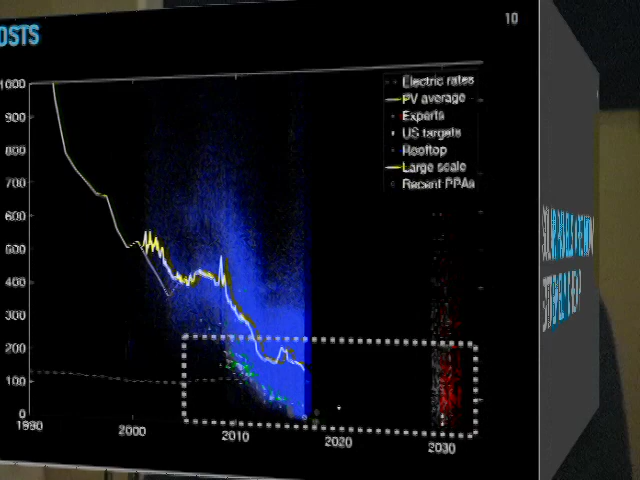 OSTS
10
1000
900
800
700
600
500
400
300
200
100
0
1990
2000
2010
2020
2030
Electric rates
PV average
Experts
US targets
Rooftop
Large scale
Recent PPAs